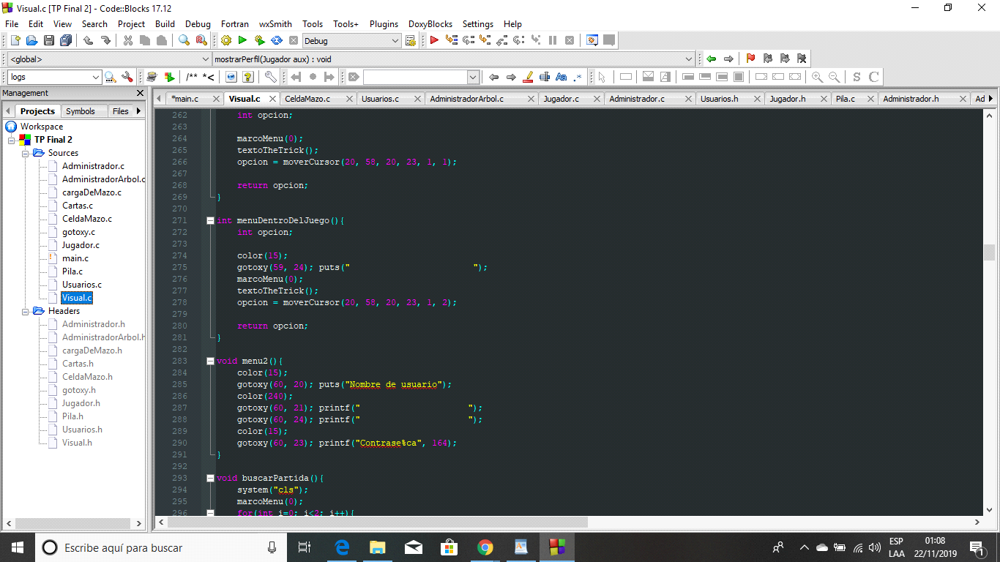 Visual.c [TP Final 2] - Code::Blocks 17.12
File Edit View Search Project Build Debug Fortran wxSmith Tools Tools+ Plugins DoxyBlocks Settings Help
Debug
<global> mostrarPerfil(Jugador aux) : void
logs /** *<
Management
*main.c Visual.c CeldaMazo.c Usuarios.c AdministradorArbol.c Jugador.c Administrador.c Usuarios.h Jugador.h Pila.c Administrador.h Ad
Projects Symbols Files
Workspace
TP Final 2
Sources
Administrador.c
AdministradorArbol.c
cargaDeMazo.c
Cartas.c
CeldaMazo.c
gotoxy.c
Jugador.c
main.c
Pila.c
Usuarios.c
Visual.c
Headers
Administrador.h
AdministradorArbol.h
cargaDeMazo.h
Cartas.h
CeldaMazo.h
gotoxy.h
Jugador.h
Pila.h
Usuarios.h
Visual.h
262 int opcion;
263
264 marcoMenu(0);
265 textoTheTrick();
266 opcion = moverCursor(20, 58, 20, 23, 1, 1);
267
268 return opcion;
269 }
270
271 int menuDentroDelJuego(){
272 int opcion;
273
274 color(15);
275 gotoxy(59, 24); puts("                        ");
276 marcoMenu(0);
277 textoTheTrick();
278 opcion = moverCursor(20, 58, 20, 23, 1, 2);
279
280 return opcion;
281 }
282
283 void menu2(){
284 color(15);
285 gotoxy(60, 20); puts("Nombre de usuario");
286 color(240);
287 gotoxy(60, 21); printf("                     ");
288 gotoxy(60, 24); printf("                     ");
289 color(15);
290 gotoxy(60, 23); printf("Contrase%ca", 164);
291 }
292
293 void buscarPartida(){
294 system("cls");
295 marcoMenu(0);
296 for(int i=0; i<2; i++){
Escribe aquí para buscar
ESP
LAA
01:08
22/11/2019
1